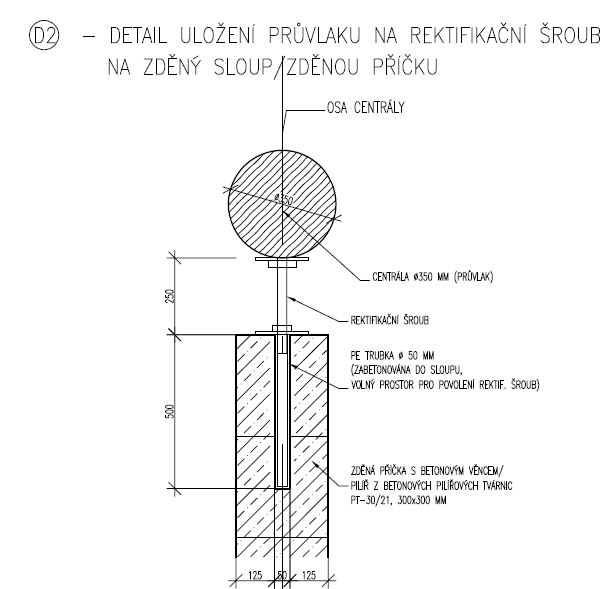 D2 – DETAIL ULOŽENÍ PRŮVLAKU NA REKTIFIKAČNÍ ŠROUB
NA ZDĚNÝ SLOUP/ZDĚNOU PŘÍČKU
OSA CENTRÁLY
ø350
CENTRÁLA ø350 MM (PRŮVLAK)
250
REKTIFIKAČNÍ ŠROUB
PE TRUBKA ø 50 MM
(ZABETONOVÁNA DO SLOUPU,
VOLNÝ PROSTOR PRO POVOLENÍ REKTIF. ŠROUB)
500
ZDĚNÁ PŘÍČKA S BETONOVÝM VĚNCEM/
PILÍŘ Z BETONOVÝCH PILÍŘOVÝCH TVÁRNIC
PT-30/21, 300x300 MM
125 50 125